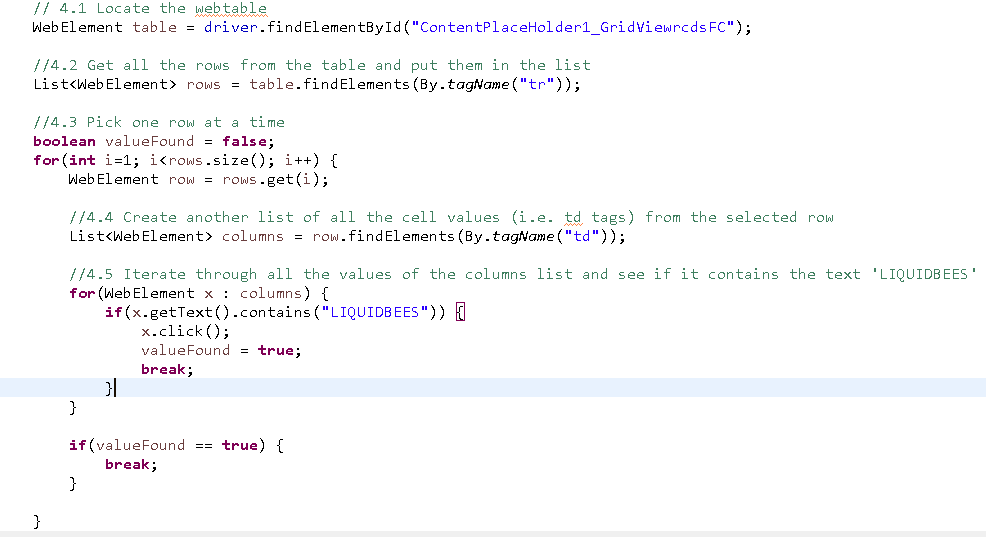 // 4.1 Locate the webtable
WebElement table = driver.findElementById("ContentPlaceHolder1_GridViewrcdsFC");
//4.2 Get all the rows from the table and put them in the list
List<WebElement> rows = table.findElements(By.tagName("tr"));
//4.3 Pick one row at a time
boolean valueFound = false;
for(int i=1; i<rows.size(); i++) {
WebElement row = rows.get(i);
//4.4 Create another list of all the cell values (i.e. td tags) from the selected row
List<WebElement> columns = row.findElements(By.tagName("td"));
//4.5 Iterate through all the values of the columns list and see if it contains the text 'LIQUIDBEES'
for(WebElement x : columns) {
if(x.getText().contains("LIQUIDBEES")) {
x.click();
valueFound = true;
break;
}
}
if(valueFound == true) {
break;
}
}